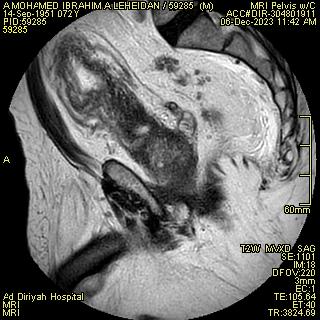 A MOHAMED IBRAHIM A LEHEIDAN / 59285 (M)
MRI Pelvis w/C
14-Sep-1951 072Y
ACC#DIR-304801911
PID:59285
06-Dec-2023 11:42 AM
59285
A
60mm
T2W MVXD SAG
SE:1101
IM:18
DFOV:220
3mm
EC:1
Ad Diriyah Hospital
TE:105.64
MRI
ET:40
MRI
TR:3824.69